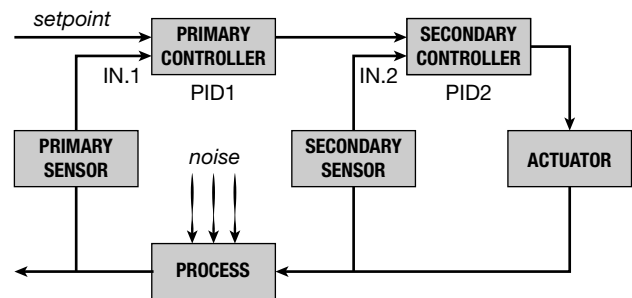 setpoint
PRIMARY
CONTROLLER
SECONDARY
CONTROLLER
IN.1
PID1
IN.2
PID2
PRIMARY
SENSOR
noise
SECONDARY
SENSOR
ACTUATOR
PROCESS